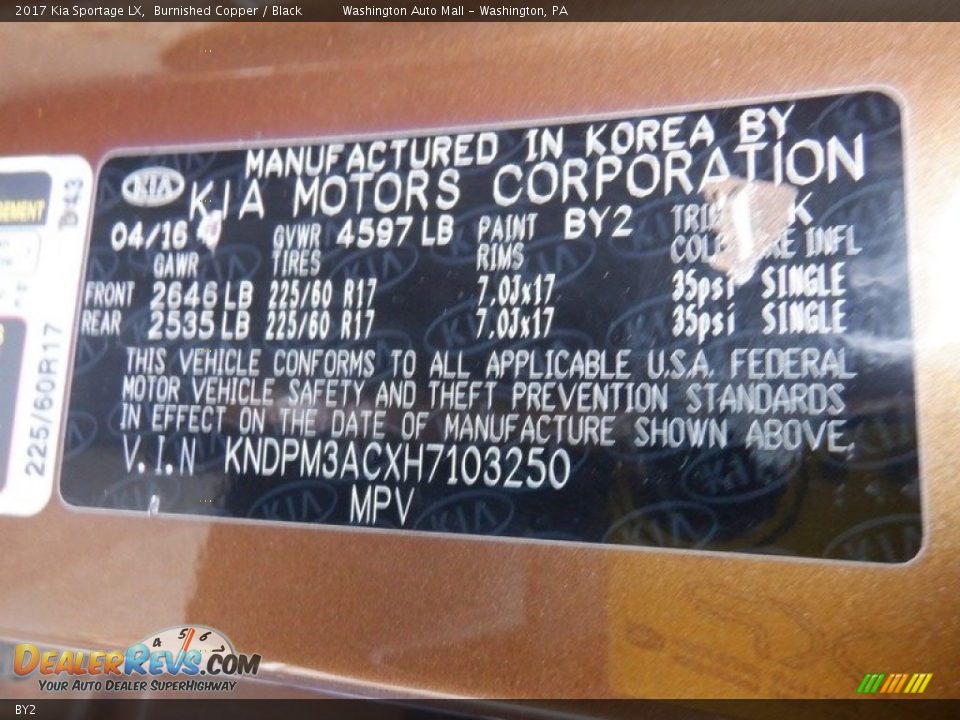 2017 Kia Sportage LX, Burnished Copper / Black Washington Auto Mall - Washington, PA
MANUFACTURED IN KOREA BY
KIA KIA MOTORS CORPORATION
04/16 GVWR 4597 LB PAINT BY2
GAWR TIRES RIMS INFL
FRONT 2646 LB 225/60 R17 7.0Jx17 35psi SINGLE
REAR 2535 LB 225/60 R17 7.0Jx17 35psi SINGLE
THIS VEHICLE CONFORMS TO ALL APPLICABLE U.S.A. FEDERAL
MOTOR VEHICLE SAFETY AND THEFT PREVENTION STANDARDS
IN EFFECT ON THE DATE OF MANUFACTURE SHOWN ABOVE.
V.I.N KNDPM3ACXH7103250
MPV
225/60R17
4 5 6
DEALERREVS.COM
YOUR AUTO DEALER SUPERHIGHWAY
BY2